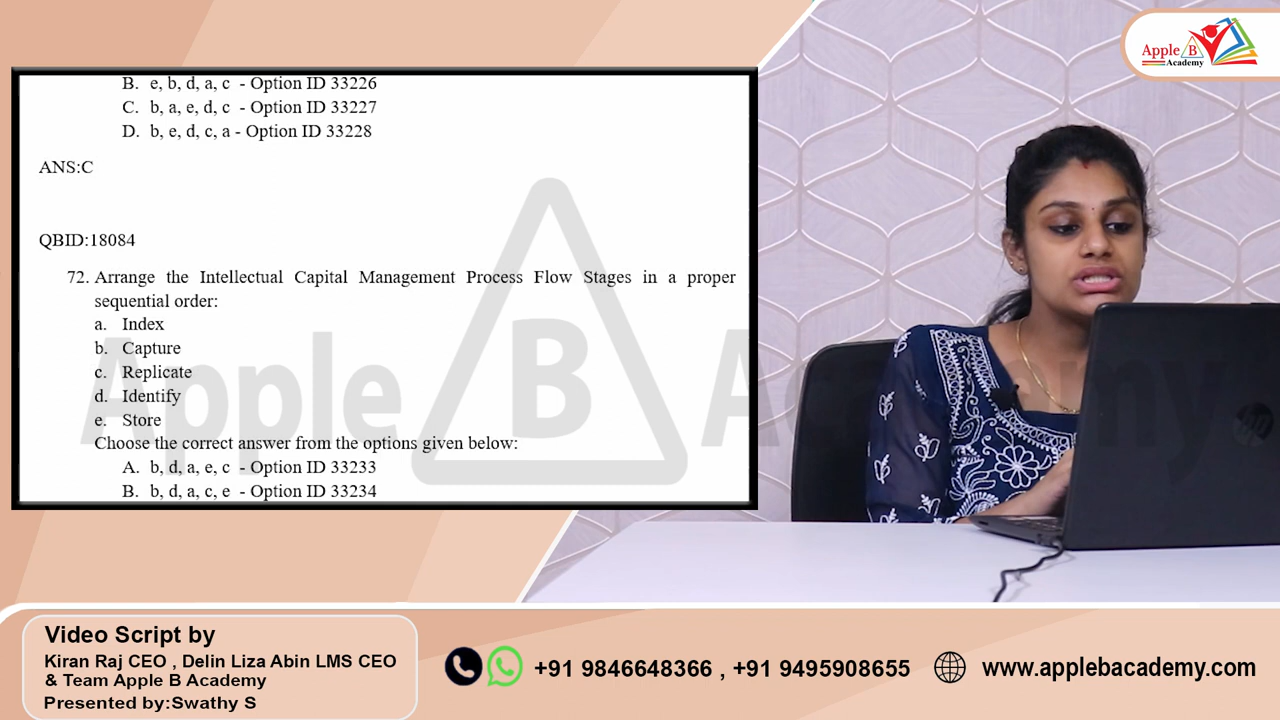 Apple B
Academy
B. e, b, d, a, c - Option ID 33226
C. b, a, e, d, c - Option ID 33227
D. b, e, d, c, a - Option ID 33228
ANS:C
QBID:18084
72. Arrange the Intellectual Capital Management Process Flow Stages in a proper
sequential order:
a. Index
b. Capture
c. Replicate
d. Identify
e. Store
Choose the correct answer from the options given below:
A. b, d, a, e, c - Option ID 33233
B. b, d, a, c, e - Option ID 33234
Apple B Academy
hp
Video Script by
Kiran Raj CEO , Delin Liza Abin LMS CEO
& Team Apple B Academy
Presented by:Swathy S
+91 9846648366 , +91 9495908655
www.applebacademy.com